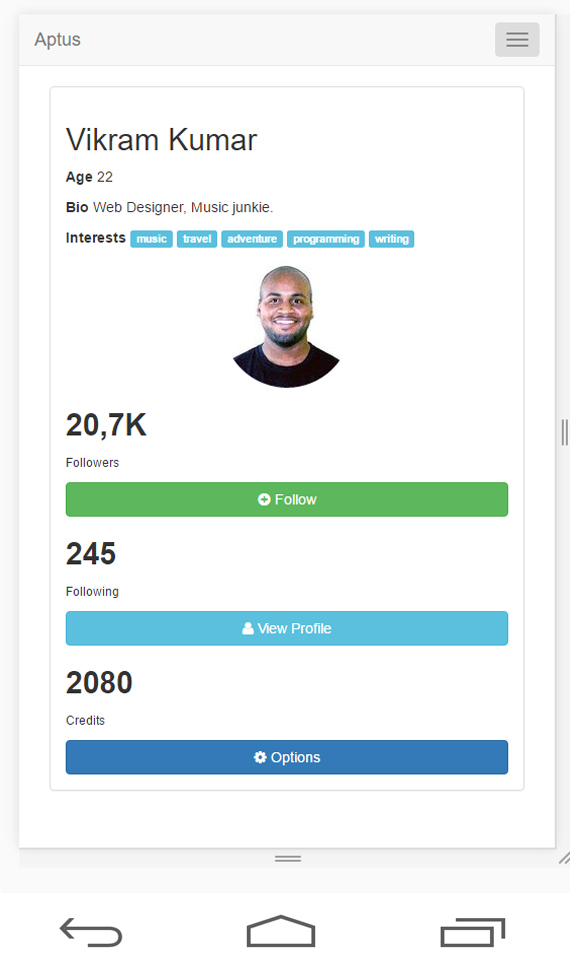 Aptus
Vikram Kumar
Age 22
Bio Web Designer, Music junkie.
Interests music travel adventure programming writing
20,7K
Followers
Follow
245
Following
View Profile
2080
Credits
Options